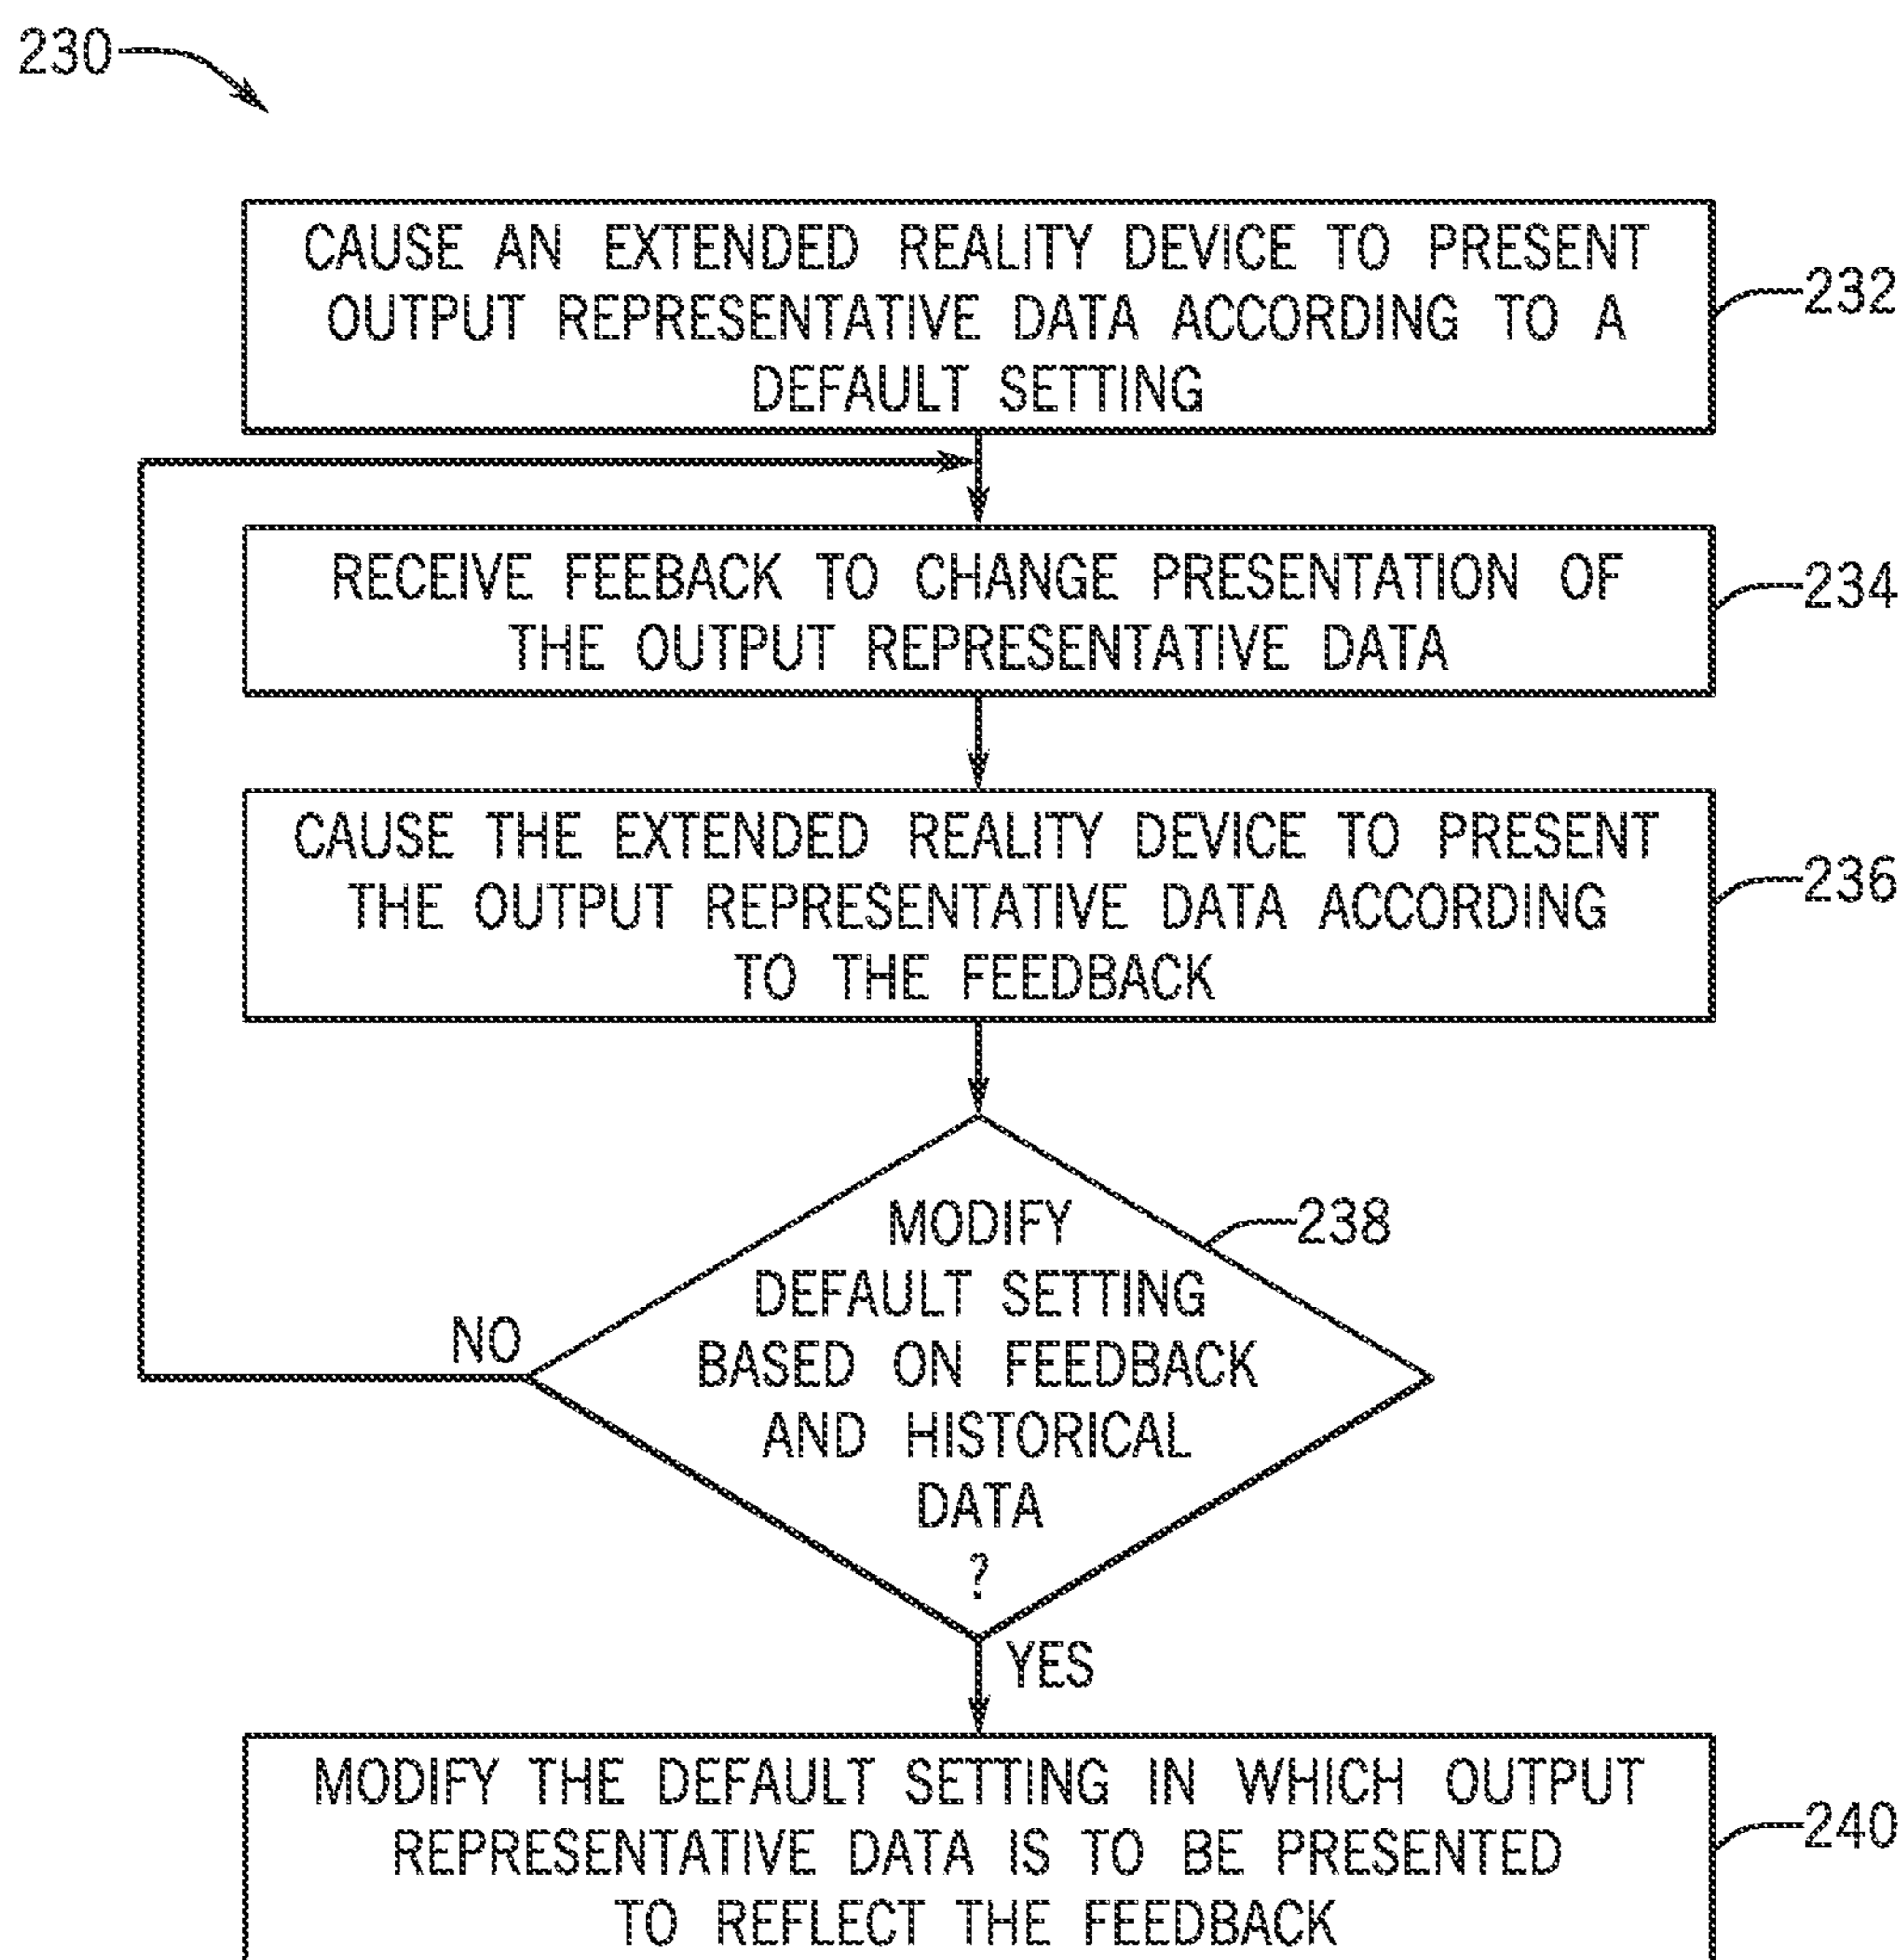 230
CAUSE AN EXTENDED REALITY DEVICE TO PRESENT
OUTPUT REPRESENTATIVE DATA ACCORDING TO A
DEFAULT SETTING
232
RECEIVE FEEBACK TO CHANGE PRESENTATION OF
THE OUTPUT REPRESENTATIVE DATA
234
CAUSE THE EXTENDED REALITY DEVICE TO PRESENT
THE OUTPUT REPRESENTATIVE DATA ACCORDING
TO THE FEEDBACK
236
MODIFY
DEFAULT SETTING
BASED ON FEEDBACK
AND HISTORICAL
DATA
?
238
NO
YES
MODIFY THE DEFAULT SETTING IN WHICH OUTPUT
REPRESENTATIVE DATA IS TO BE PRESENTED
TO REFLECT THE FEEDBACK
240